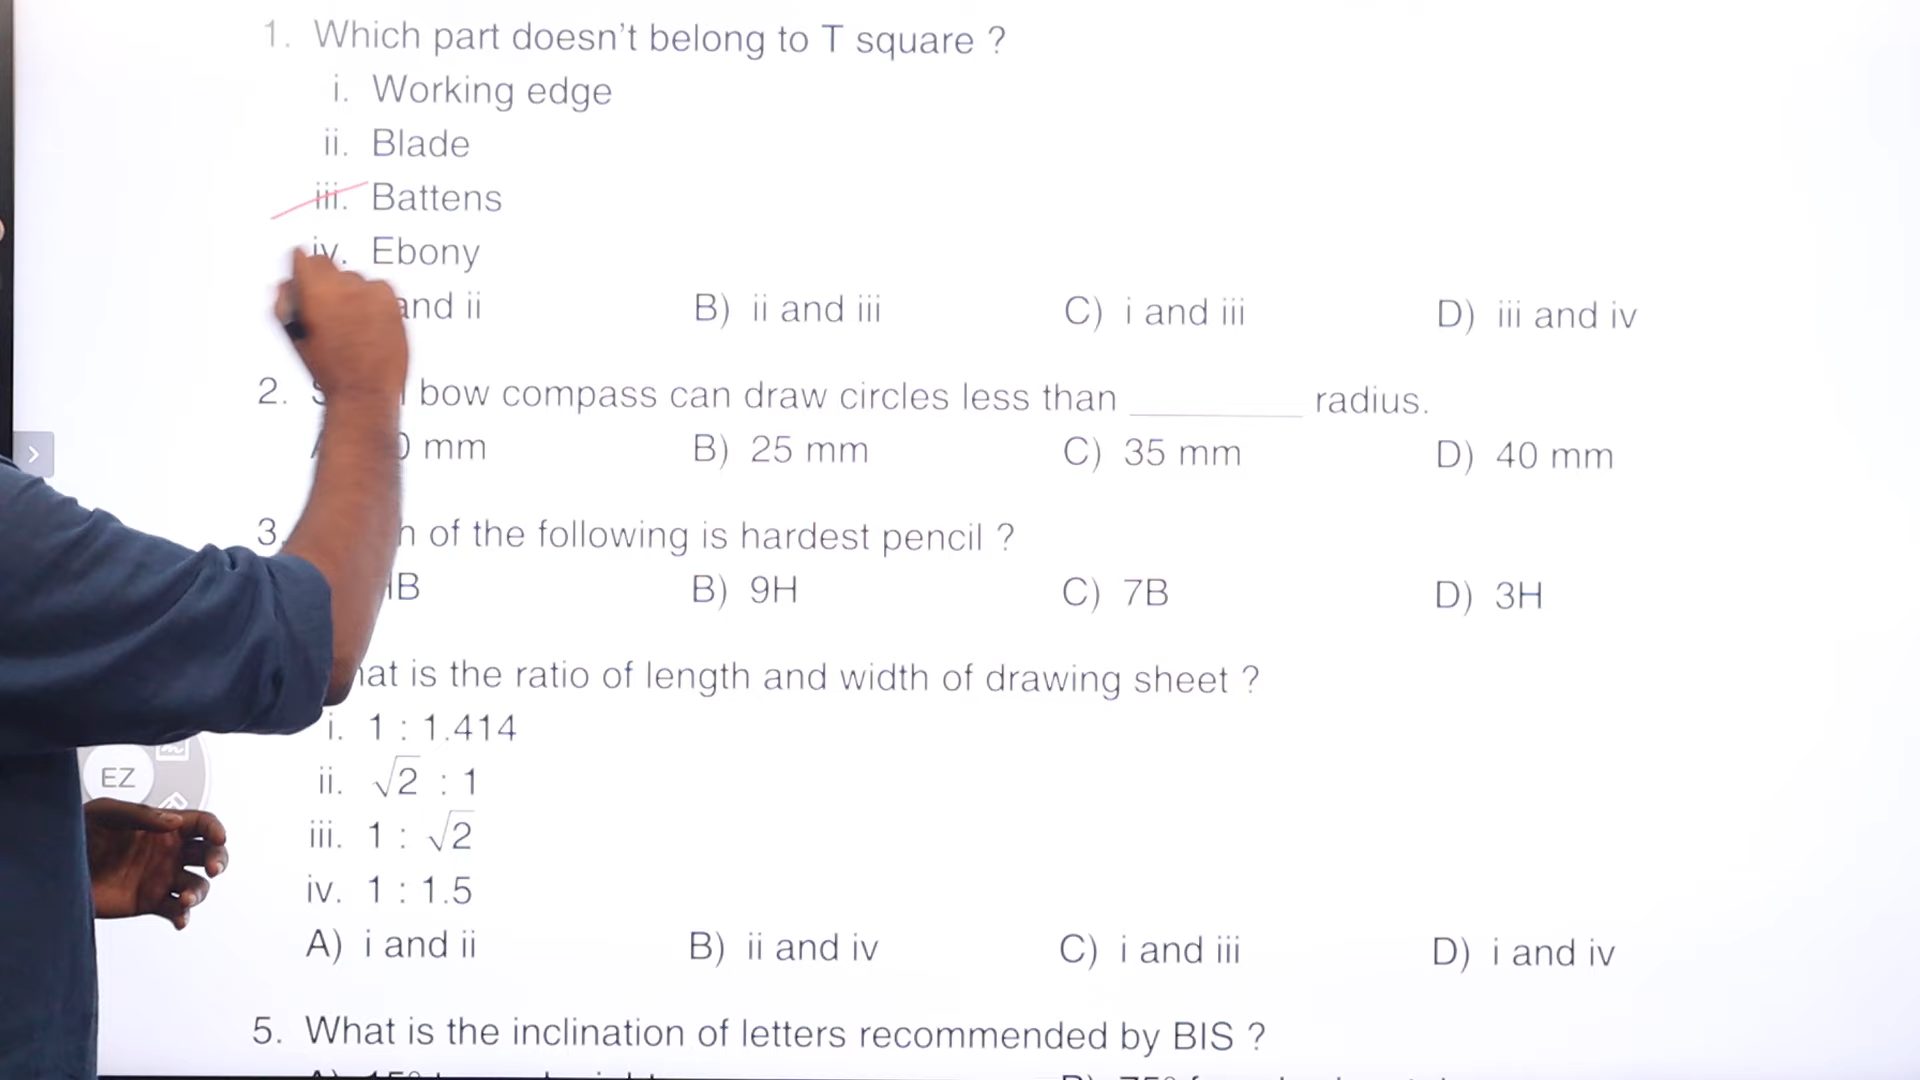 1. Which part doesn't belong to T square ?
i. Working edge
ii. Blade
iii. Battens
iv. Ebony
and ii B) ii and iii C) i and iii D) iii and iv
2. bow compass can draw circles less than ________ radius.
mm B) 25 mm C) 35 mm D) 40 mm
3. of the following is hardest pencil ?
B) 9H C) 7B D) 3H
is the ratio of length and width of drawing sheet ?
i. 1 : 1.414
ii. √2 : 1
iii. 1 : √2
iv. 1 : 1.5
A) i and ii B) ii and iv C) i and iii D) i and iv
EZ
5. What is the inclination of letters recommended by BIS ?